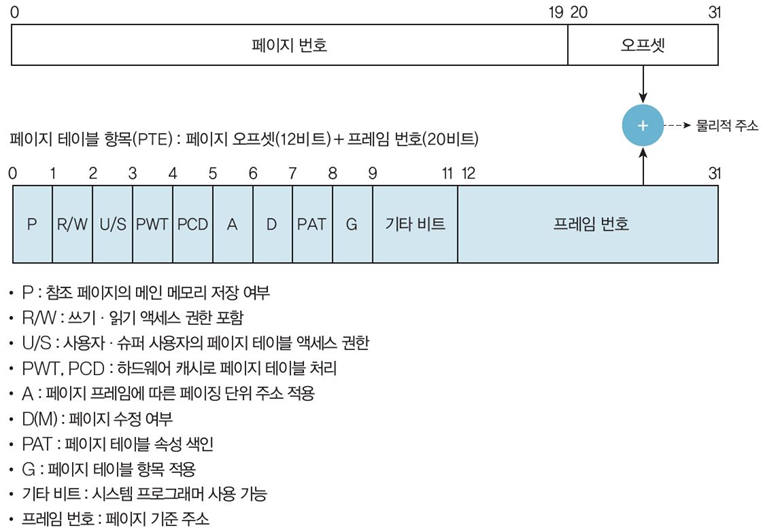 0 19 20 31
페이지 번호 오프셋
+ 물리적 주소
페이지 테이블 항목(PTE) : 페이지 오프셋(12비트) + 프레임 번호(20비트)
0 1 2 3 4 5 6 7 8 9 11 12 31
P R/W U/S PWT PCD A D PAT G 기타 비트 프레임 번호
• P : 참조 페이지의 메인 메모리 저장 여부
• R/W : 쓰기·읽기 액세스 권한 포함
• U/S : 사용자·슈퍼 사용자의 페이지 테이블 액세스 권한
• PWT, PCD : 하드웨어 캐시로 페이지 테이블 처리
• A : 페이지 프레임에 따른 페이징 단위 주소 적용
• D(M) : 페이지 수정 여부
• PAT : 페이지 테이블 속성 색인
• G : 페이지 테이블 항목 적용
• 기타 비트 : 시스템 프로그래머 사용 가능
• 프레임 번호 : 페이지 기준 주소